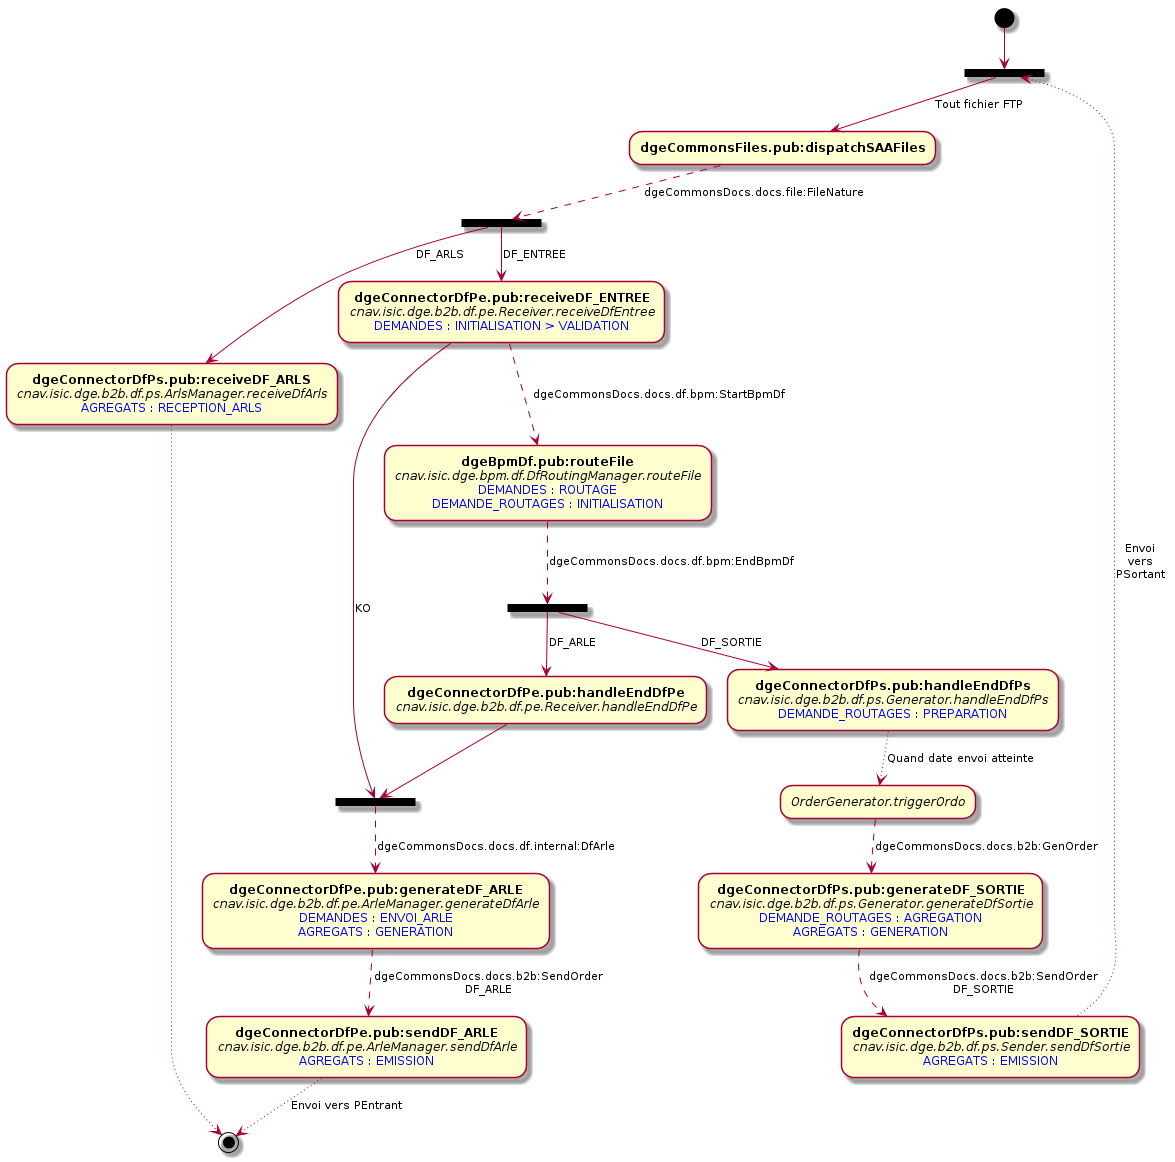 Tout fichier FTP
dgeCommonsFiles.pub:dispatchSAAFiles
dgeCommonsDocs.docs.file:FileNature
DF_ARLS
DF_ENTREE
dgeConnectorDfPe.pub:receiveDF_ENTREE
cnav.isic.dge.b2b.df.pe.Receiver.receiveDfEntree
DEMANDES : INITIALISATION > VALIDATION
dgeConnectorDfPs.pub:receiveDF_ARLS
cnav.isic.dge.b2b.df.ps.ArlsManager.receiveDfArls
AGREGATS : RECEPTION_ARLS
dgeCommonsDocs.docs.df.bpm:StartBpmDf
dgeBpmDf.pub:routeFile
cnav.isic.dge.bpm.df.DfRoutingManager.routeFile
DEMANDES : ROUTAGE
DEMANDE_ROUTAGES : INITIALISATION
dgeCommonsDocs.docs.df.bpm:EndBpmDf
Envoi
vers
PSortant
KO
DF_ARLE
DF_SORTIE
dgeConnectorDfPe.pub:handleEndDfPe
cnav.isic.dge.b2b.df.pe.Receiver.handleEndDfPe
dgeConnectorDfPs.pub:handleEndDfPs
cnav.isic.dge.b2b.df.ps.Generator.handleEndDfPs
DEMANDE_ROUTAGES : PREPARATION
Quand date envoi atteinte
OrderGenerator.triggerOrdo
dgeCommonsDocs.docs.df.internal:DfArle
dgeCommonsDocs.docs.b2b:GenOrder
dgeConnectorDfPe.pub:generateDF_ARLE
cnav.isic.dge.b2b.df.pe.ArleManager.generateDfArle
DEMANDES : ENVOI_ARLE
AGREGATS : GENERATION
dgeConnectorDfPs.pub:generateDF_SORTIE
cnav.isic.dge.b2b.df.ps.Generator.generateDfSortie
DEMANDE_ROUTAGES : AGREGATION
AGREGATS : GENERATION
dgeCommonsDocs.docs.b2b:SendOrder
DF_ARLE
dgeCommonsDocs.docs.b2b:SendOrder
DF_SORTIE
dgeConnectorDfPe.pub:sendDF_ARLE
cnav.isic.dge.b2b.df.pe.ArleManager.sendDfArle
AGREGATS : EMISSION
dgeConnectorDfPs.pub:sendDF_SORTIE
cnav.isic.dge.b2b.df.ps.Sender.sendDfSortie
AGREGATS : EMISSION
Envoi vers PEntrant